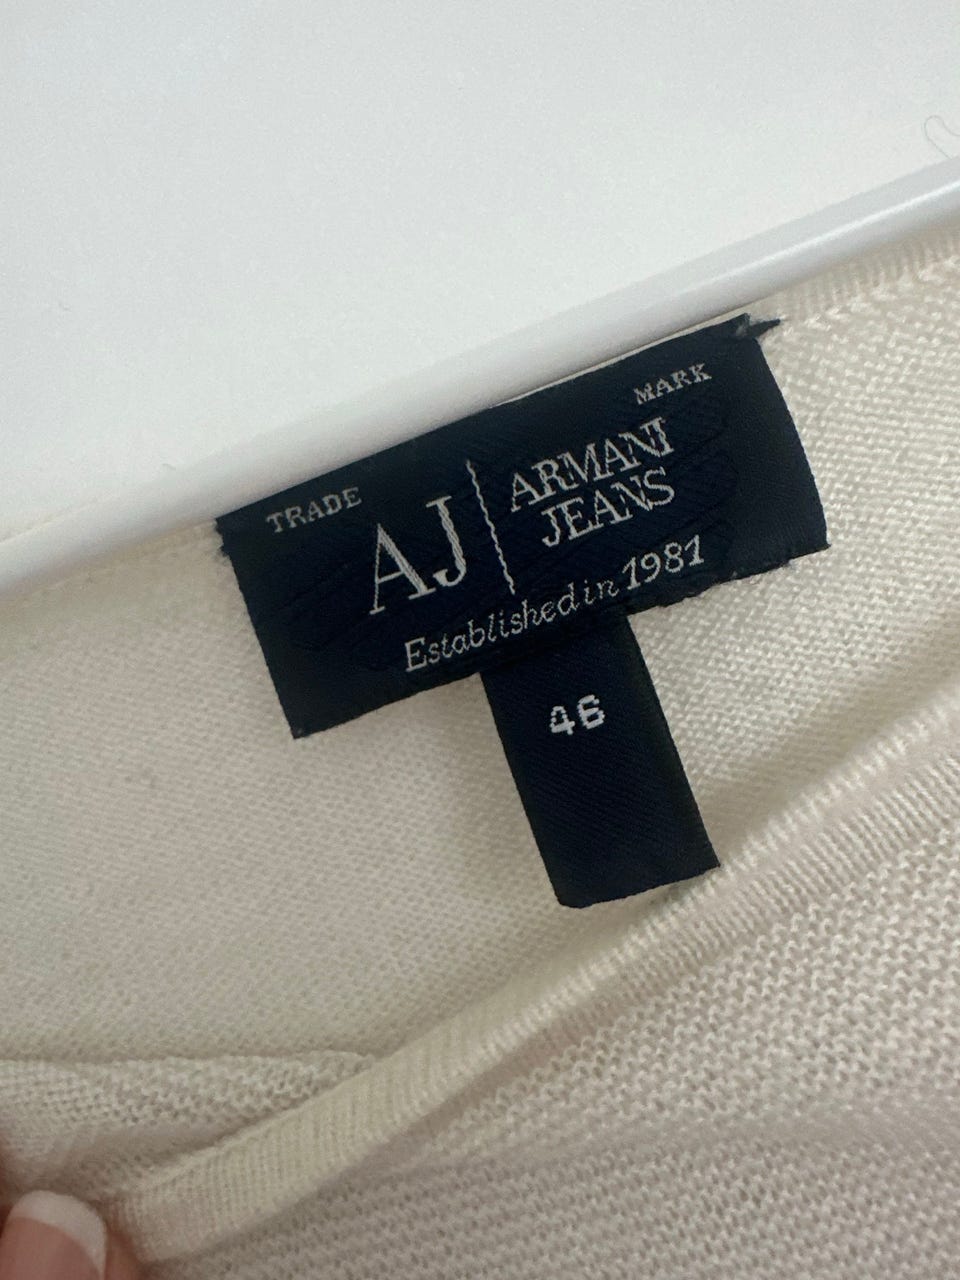 TRADE MARK
AJ ARMANI
JEANS
Established in 1981
46